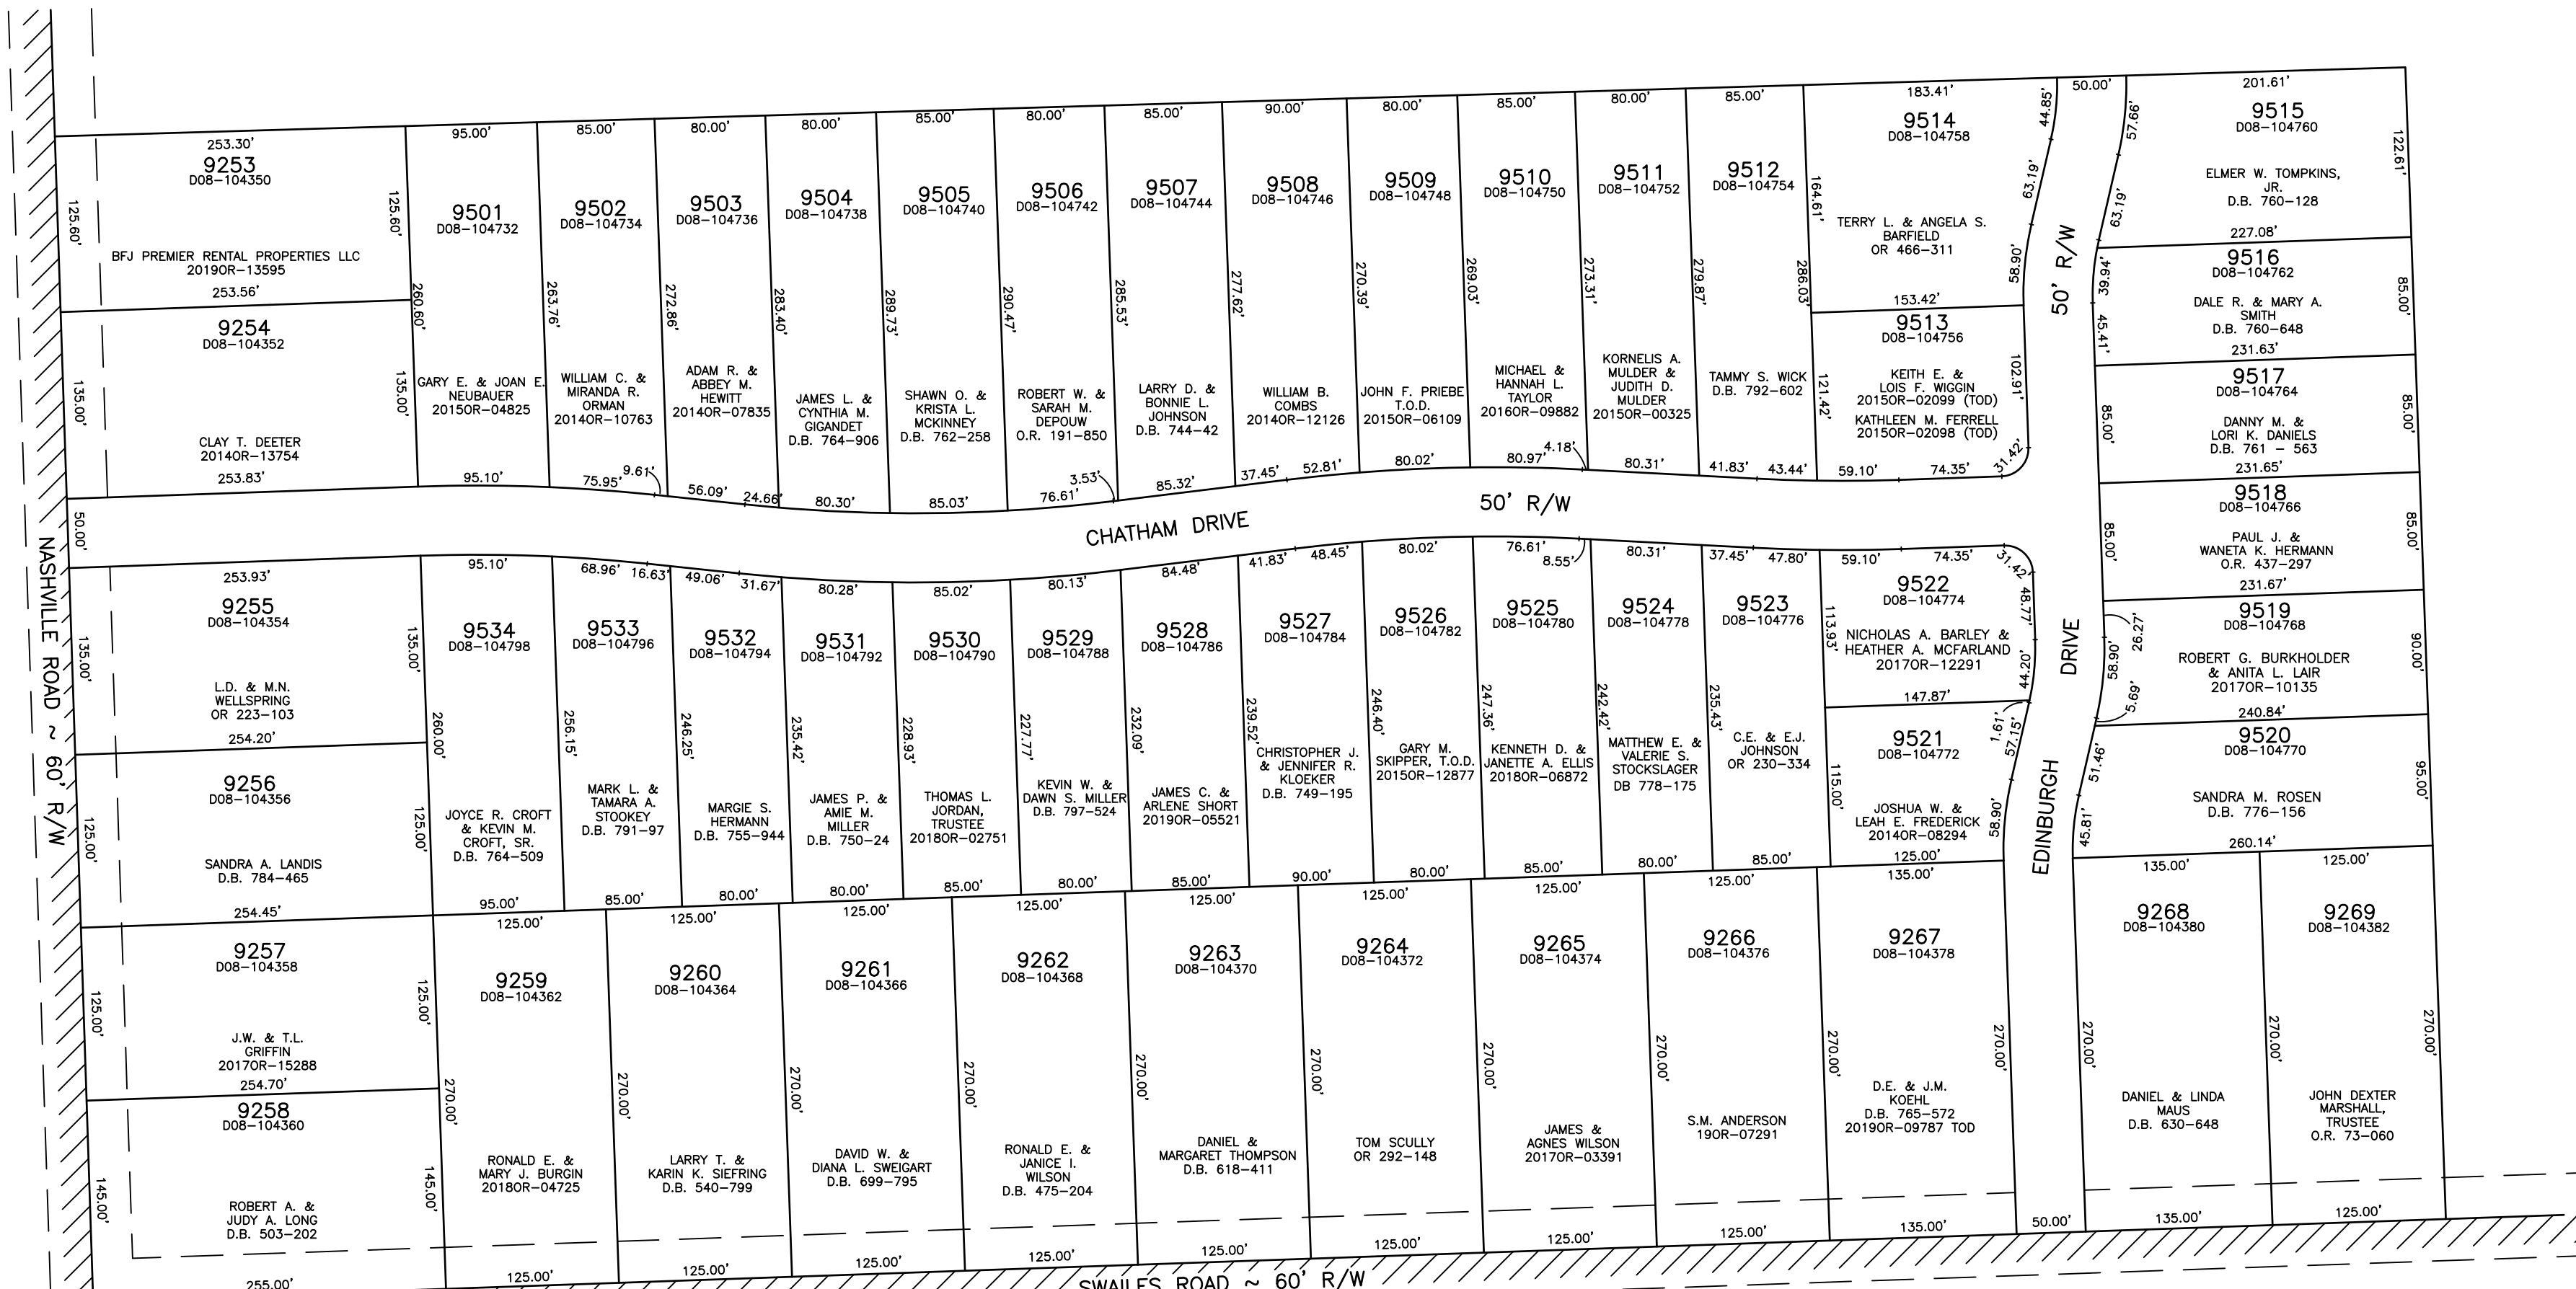 NASHVILLE ROAD ~ 60' R/W
CHATHAM DRIVE
50' R/W
50' R/W
EDINBURGH DRIVE
SWAILES ROAD ~ 60' R/W
253.30'
9253
D08-104350
125.60'
125.60'
BFJ PREMIER RENTAL PROPERTIES LLC
2019OR-13595
253.56'
9254
D08-104352
135.00'
135.00'
CLAY T. DEETER
2014OR-13754
253.83'
50.00'
95.00'
9501
D08-104732
260.60'
GARY E. & JOAN E.
NEUBAUER
2015OR-04825
95.10'
85.00'
9502
D08-104734
263.76'
WILLIAM C. &
MIRANDA R.
ORMAN
2014OR-10763
75.95'
9.61'
80.00'
9503
D08-104736
272.86'
ADAM R. &
ABBEY M.
HEWITT
2014OR-07835
56.09'
24.66'
80.00'
9504
D08-104738
283.40'
JAMES L. &
CYNTHIA M.
GIGANDET
D.B. 764-906
80.30'
85.00'
9505
D08-104740
289.73'
SHAWN O. &
KRISTA L.
MCKINNEY
D.B. 762-258
85.03'
80.00'
9506
D08-104742
290.47'
ROBERT W. &
SARAH M.
DEPOUW
O.R. 191-850
3.53'
76.61'
85.00'
9507
D08-104744
285.53'
LARRY D. &
BONNIE L.
JOHNSON
D.B. 744-42
85.32'
90.00'
9508
D08-104746
277.62'
WILLIAM B.
COMBS
2014OR-12126
37.45'
52.81'
80.00'
9509
D08-104748
270.39'
JOHN F. PRIEBE
T.O.D.
2015OR-06109
80.02'
85.00'
9510
D08-104750
269.03'
MICHAEL &
HANNAH L.
TAYLOR
2016OR-09882
4.18'
80.97'
80.00'
9511
D08-104752
273.31'
KORNELIS A.
MULDER &
JUDITH D.
MULDER
2015OR-00325
80.31'
85.00'
9512
D08-104754
279.87'
286.03'
TAMMY S. WICK
D.B. 792-602
41.83'
43.44'
183.41'
9514
D08-104758
164.61'
44.85'
63.19'
58.90'
TERRY L. & ANGELA S.
BARFIELD
OR 466-311
153.42'
9513
D08-104756
121.42'
102.91'
KEITH E. &
LOIS F. WIGGIN
2015OR-02099 (TOD)
KATHLEEN M. FERRELL
2015OR-02098 (TOD)
59.10'
74.35'
31.42'
50.00'
201.61'
9515
D08-104760
57.66'
63.19'
122.61'
ELMER W. TOMPKINS,
JR.
D.B. 760-128
227.08'
9516
D08-104762
39.94'
45.41'
85.00'
DALE R. & MARY A.
SMITH
D.B. 760-648
231.63'
9517
D08-104764
85.00'
85.00'
DANNY M. &
LORI K. DANIELS
D.B. 761 - 563
231.65'
9518
D08-104766
85.00'
85.00'
PAUL J. &
WANETA K. HERMANN
O.R. 437-297
231.67'
9519
D08-104768
26.27'
58.90'
5.69'
90.00'
ROBERT G. BURKHOLDER
& ANITA L. LAIR
2017OR-10135
240.84'
9520
D08-104770
51.46'
45.81'
95.00'
SANDRA M. ROSEN
D.B. 776-156
260.14'
253.93'
9255
D08-104354
135.00'
135.00'
L.D. & M.N.
WELLSPRING
OR 223-103
254.20'
9256
D08-104356
125.00'
125.00'
SANDRA A. LANDIS
D.B. 784-465
254.45'
9257
D08-104358
125.00'
125.00'
J.W. & T.L.
GRIFFIN
2017OR-15288
254.70'
9258
D08-104360
145.00'
145.00'
ROBERT A. &
JUDY A. LONG
D.B. 503-202
255.00'
95.10'
9534
D08-104798
260.00'
JOYCE R. CROFT
& KEVIN M.
CROFT, SR.
D.B. 764-509
95.00'
68.96'
16.63'
9533
D08-104796
256.15'
MARK L. &
TAMARA A.
STOOKEY
D.B. 791-97
85.00'
49.06'
31.67'
9532
D08-104794
246.25'
MARGIE S.
HERMANN
D.B. 755-944
80.00'
80.28'
9531
D08-104792
235.42'
JAMES P. &
AMIE M.
MILLER
D.B. 750-24
80.00'
85.02'
9530
D08-104790
228.93'
THOMAS L.
JORDAN,
TRUSTEE
2018OR-02751
85.00'
80.13'
9529
D08-104788
227.77'
KEVIN W. &
DAWN S. MILLER
D.B. 797-524
80.00'
84.48'
9528
D08-104786
232.09'
JAMES C. &
ARLENE SHORT
2019OR-05521
85.00'
41.83'
48.45'
9527
D08-104784
239.52'
CHRISTOPHER J.
& JENNIFER R.
KLOEKER
D.B. 749-195
90.00'
80.02'
9526
D08-104782
246.40'
GARY M.
SKIPPER, T.O.D.
2015OR-12877
80.00'
76.61'
8.55'
9525
D08-104780
247.36'
KENNETH D. &
JANETTE A. ELLIS
2018OR-06872
85.00'
80.31'
9524
D08-104778
242.42'
MATTHEW E. &
VALERIE S.
STOCKSLAGER
DB 778-175
80.00'
37.45'
47.80'
9523
D08-104776
235.43'
C.E. & E.J.
JOHNSON
OR 230-334
85.00'
59.10'
74.35'
31.42'
9522
D08-104774
113.93'
48.77'
44.20'
NICHOLAS A. BARLEY &
HEATHER A. MCFARLAND
2017OR-12291
147.87'
9521
D08-104772
1.61'
57.15'
115.00'
58.90'
JOSHUA W. &
LEAH E. FREDERICK
2014OR-08294
125.00'
125.00'
9259
D08-104362
270.00'
RONALD E. &
MARY J. BURGIN
2018OR-04725
125.00'
125.00'
9260
D08-104364
270.00'
LARRY T. &
KARIN K. SIEFRING
D.B. 540-799
125.00'
9261
D08-104366
270.00'
DAVID W. &
DIANA L. SWEIGART
D.B. 699-795
125.00'
125.00'
9262
D08-104368
270.00'
RONALD E. &
JANICE I.
WILSON
D.B. 475-204
125.00'
125.00'
9263
D08-104370
270.00'
DANIEL &
MARGARET THOMPSON
D.B. 618-411
125.00'
125.00'
9264
D08-104372
270.00'
TOM SCULLY
OR 292-148
125.00'
125.00'
9265
D08-104374
270.00'
JAMES &
AGNES WILSON
2017OR-03391
125.00'
125.00'
9266
D08-104376
270.00'
S.M. ANDERSON
19OR-07291
125.00'
135.00'
9267
D08-104378
270.00'
270.00'
D.E. & J.M.
KOEHL
D.B. 765-572
2019OR-09787 TOD
135.00'
50.00'
135.00'
9268
D08-104380
270.00'
DANIEL & LINDA
MAUS
D.B. 630-648
135.00'
125.00'
9269
D08-104382
270.00'
270.00'
JOHN DEXTER
MARSHALL,
TRUSTEE
O.R. 73-060
125.00'